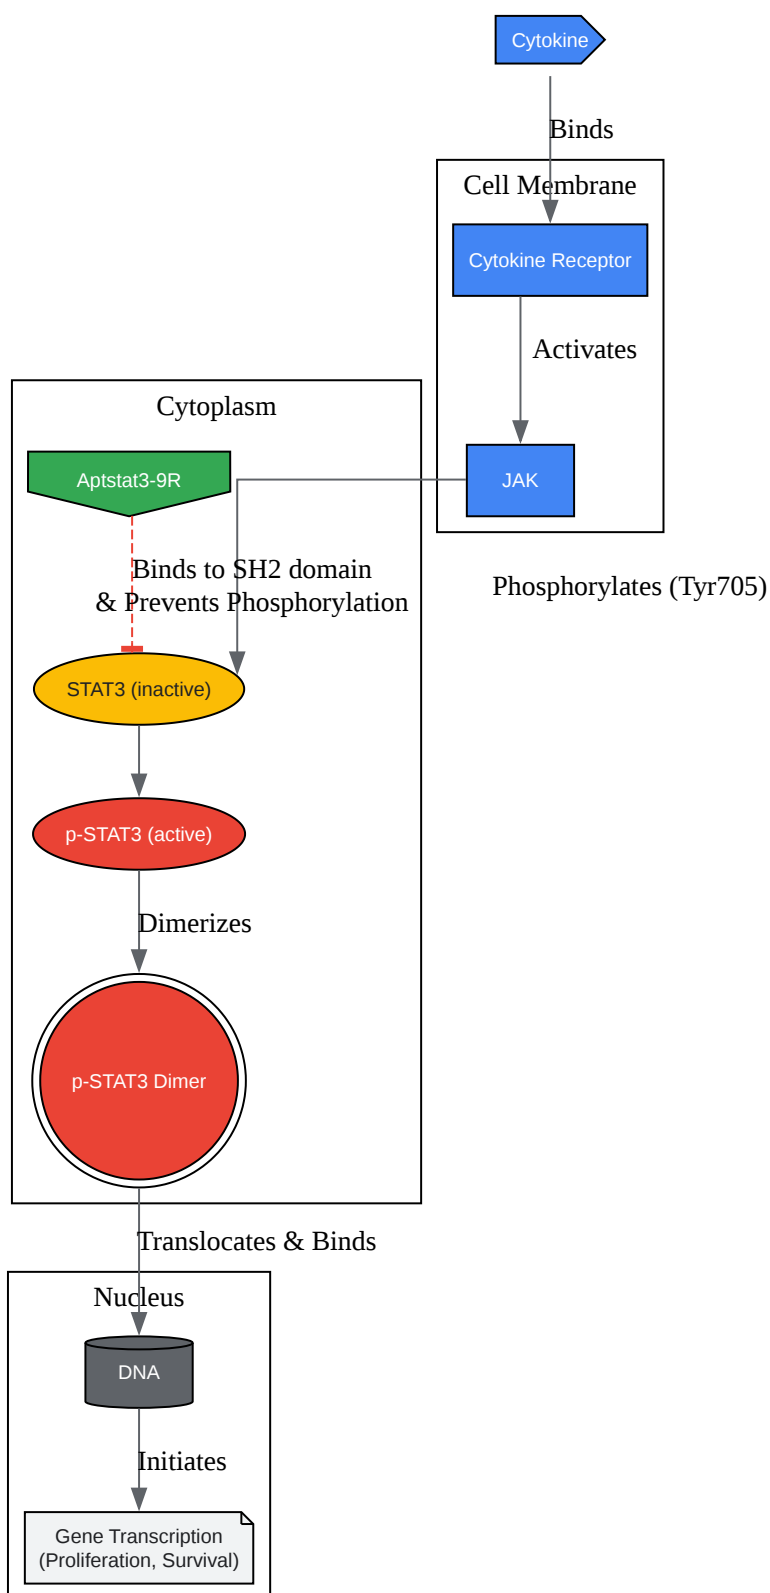 Cytokine
Binds
Cell Membrane
Cytokine Receptor
Activates
Cytoplasm
Aptstat3-9R
JAK
Binds to SH2 domain
& Prevents Phosphorylation
Phosphorylates (Tyr705)
STAT3 (inactive)
p-STAT3 (active)
Dimerizes
p-STAT3 Dimer
Translocates & Binds
Nucleus
DNA
Initiates
Gene Transcription
(Proliferation, Survival)